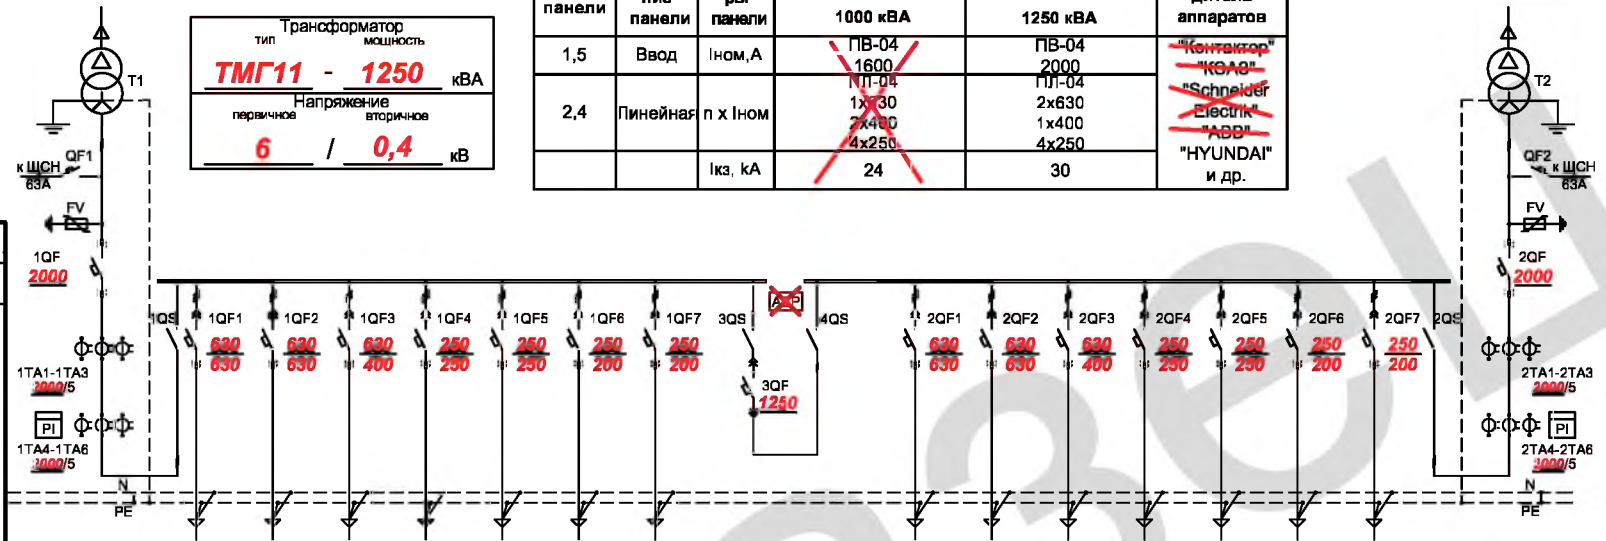 Трансформатор
тип мощность
ТМГ11 - 1250 кВА
Напряжение
первичное вторичное
6 / 0,4 кВ
панели панели панели 1000 кВА 1250 кВА аппаратов
1,5 Ввод Iном,А ПВ-04 1600 ПВ-04 2000 "Контактор"
"КЭАЗ"
2,4 Линейная n x Iном ПЛ-04 ПЛ-04 "Schneider
1x630 2x630 Electrik"
2x400 1x400 "ABB"
4x250 4x250 "HYUNDAI"
Iкз, kA 24 30 и др.
T1
QF1
к ЩСН
63А
FV
1QF
2000
1TA1-1TA3
2000/5
PI
1TA4-1TA6
2000/5
N
PE
1QS 1QF1 1QF2 1QF3 1QF4 1QF5 1QF6 1QF7 3QS АВР 4QS 2QF1 2QF2 2QF3 2QF4 2QF5 2QF6 2QF7 2QS
630 630 630 250 250 250 250 630 630 630 250 250 250 250
630 630 400 250 250 200 200 630 630 400 250 250 200 200
3QF
1250
T2
QF2
к ЩСН
63А
FV
2QF
2000
2TA1-2TA3
2000/5
PI
2TA4-2TA6
2000/5
N
PE